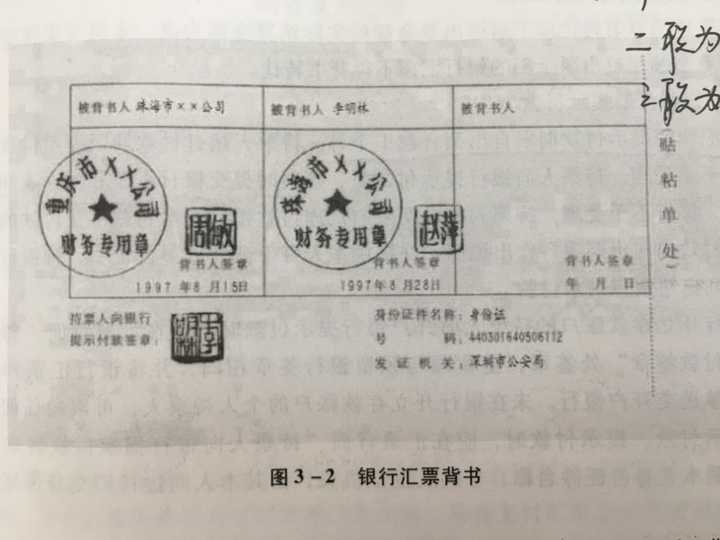 二敢为
三敢为
被背书人 珠海市××公司
被背书人 李明林
被背书人
重庆市××公司
财务专用章
周敏
背书人签章
1997年8月15日
珠海市××公司
财务专用章
赵萍
背书人签章
1997年8月28日
背书人签章
年 月 日
(贴粘单处)
持票人向银行
提示付款签章:
身份证件名称:身份证
号 码:440301640506112
发证机关:深圳市公安局
图3-2 银行汇票背书